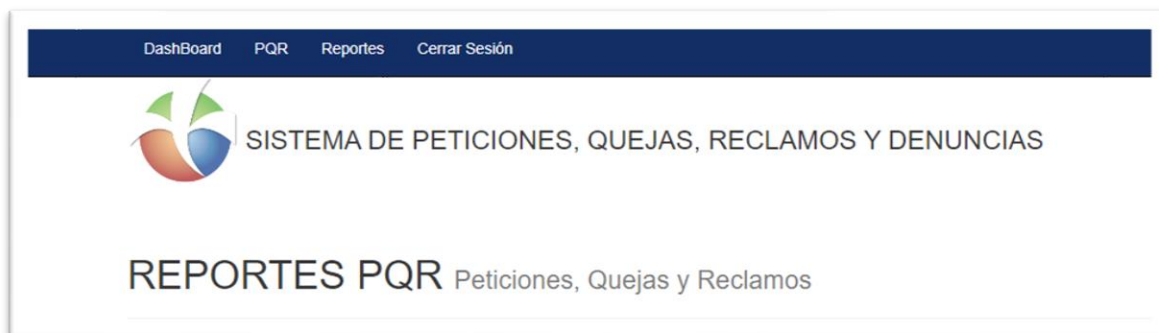 DashBoard PQR Reportes Cerrar Sesión
SISTEMA DE PETICIONES, QUEJAS, RECLAMOS Y DENUNCIAS
REPORTES PQR Peticiones, Quejas y Reclamos